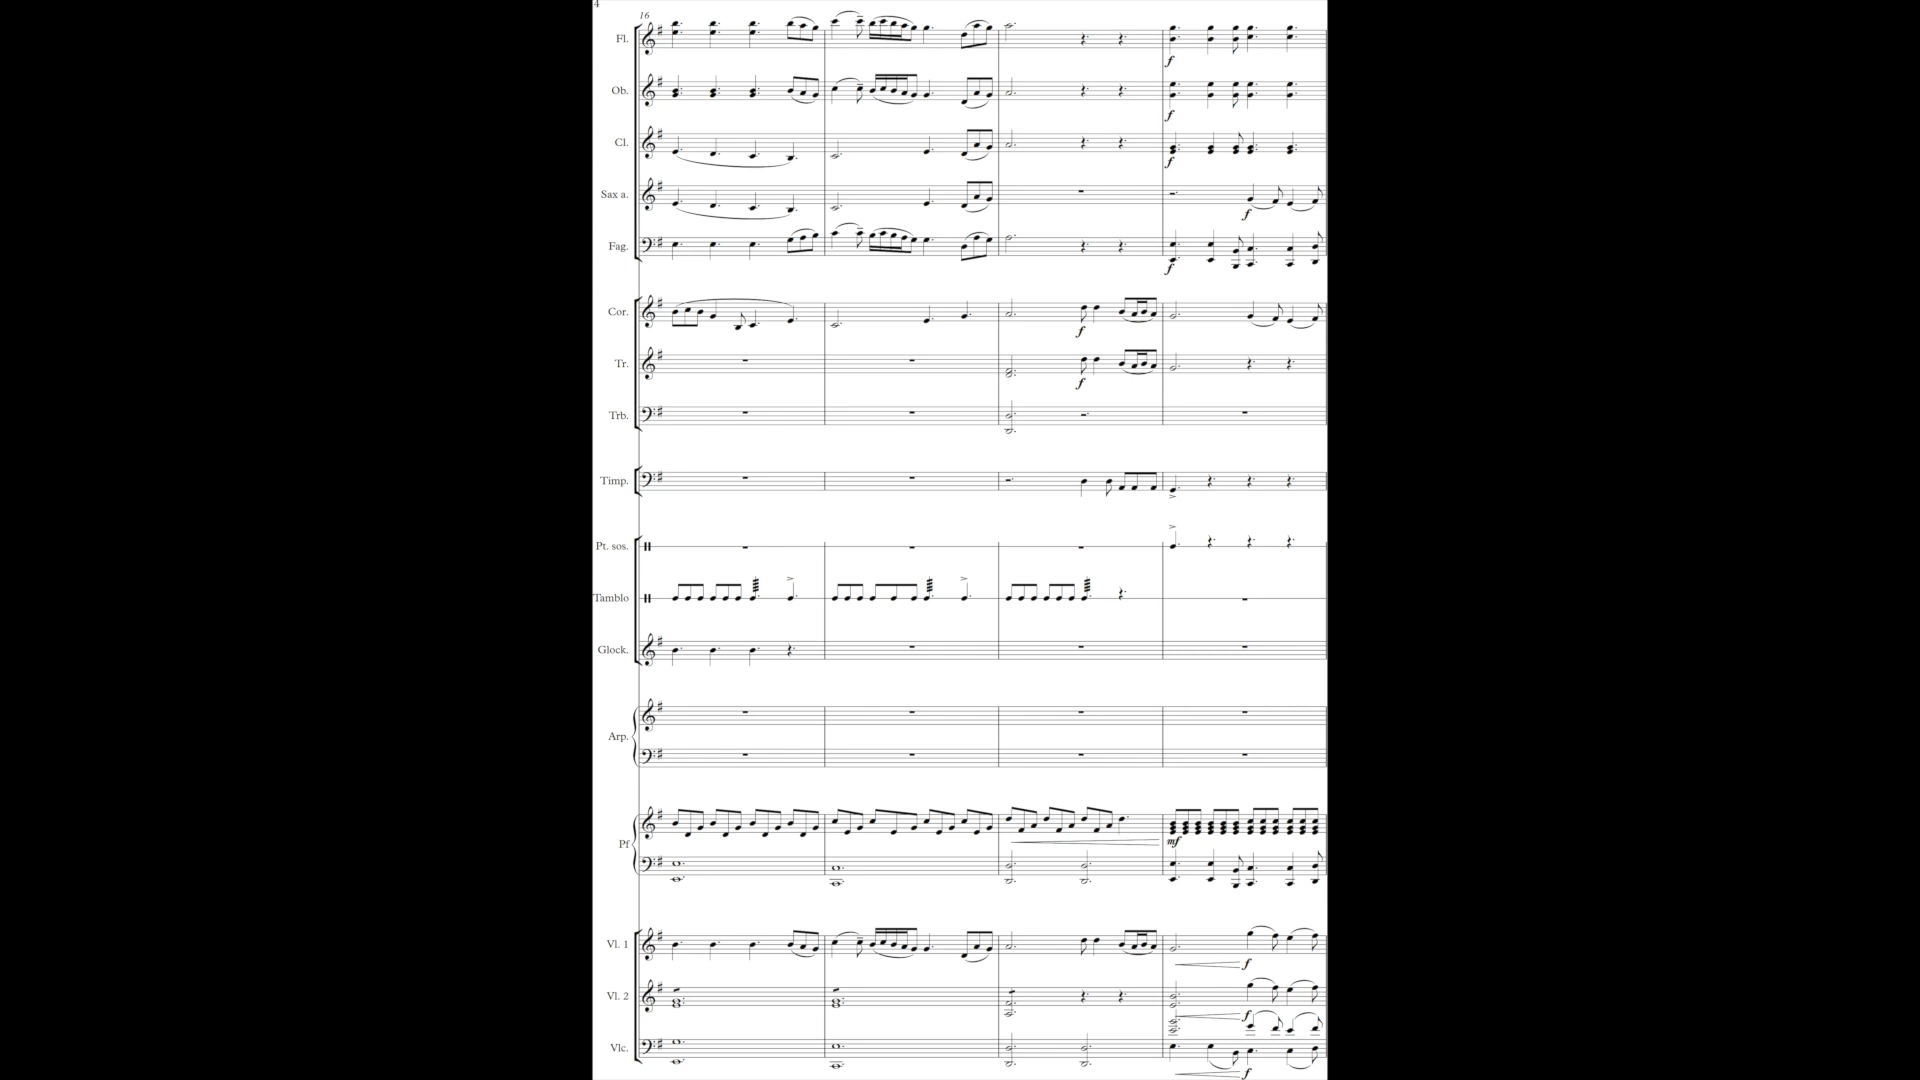 4
16
Fl.
f
Ob.
f
Cl.
f
Sax a.
f
Fag.
f
Cor.
f
Tr.
f
Trb.
Timp.
Pt. sos.
Tamblo
Glock.
Arp.
Pf
mf
Vl. 1
f
Vl. 2
f
Vlc.
f